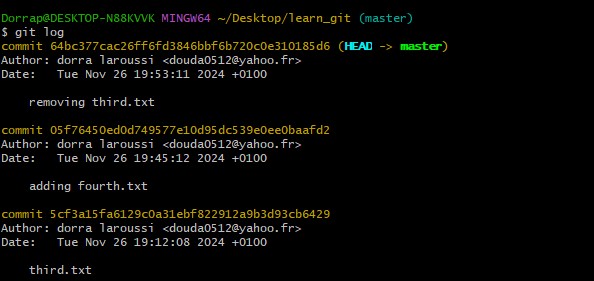 Dorrap@DESKTOP-N88KVVK MINGW64 ~/Desktop/learn_git (master)
$ git log
commit 64bc377cac26ff6fd3846bbf6b720c0e310185d6 (HEAD -> master)
Author: dorra laroussi <douda0512@yahoo.fr>
Date:   Tue Nov 26 19:53:11 2024 +0100
removing third.txt
commit 05f76450ed0d749577e10d95dc539e0ee0baafd2
Author: dorra laroussi <douda0512@yahoo.fr>
Date:   Tue Nov 26 19:45:12 2024 +0100
adding fourth.txt
commit 5cf3a15fa6129c0a31ebf822912a9b3d93cb6429
Author: dorra laroussi <douda0512@yahoo.fr>
Date:   Tue Nov 26 19:12:08 2024 +0100
third.txt